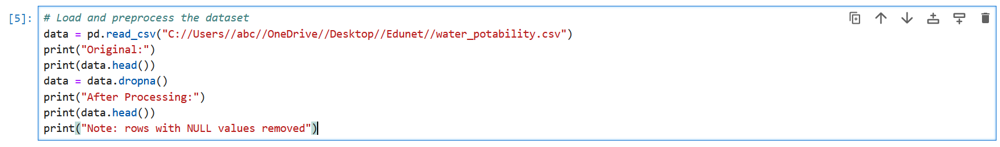 [5]: # Load and preprocess the dataset
data = pd.read_csv("C://Users//abc//OneDrive//Desktop//Edunet//water_potability.csv")
print("Original:")
print(data.head())
data = data.dropna()
print("After Processing:")
print(data.head())
print("Note: rows with NULL values removed")